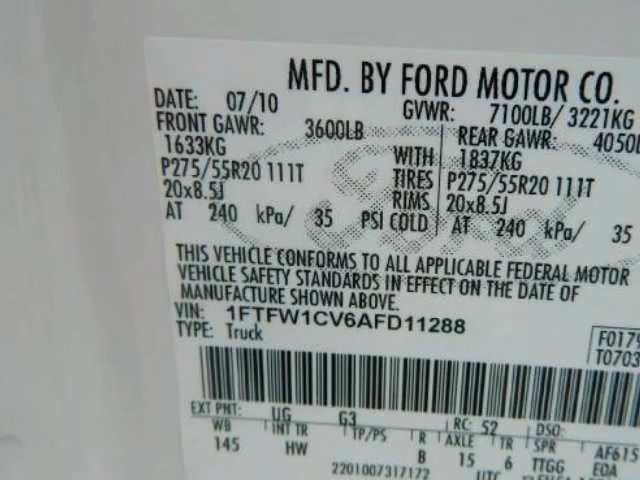 MFD. BY FORD MOTOR CO.
DATE: 07/10 GVWR: 7100LB/ 3221KG
FRONT GAWR: 3600LB REAR GAWR: 4050L
1633KG WITH 1837KG
P275/55R20 111T TIRES P275/55R20 111T
20x8.5J RIMS 20x8.5J
AT 240 kPa/ 35 PSI COLD AT 240 kPa/ 35
THIS VEHICLE CONFORMS TO ALL APPLICABLE FEDERAL MOTOR
VEHICLE SAFETY STANDARDS IN EFFECT ON THE DATE OF
MANUFACTURE SHOWN ABOVE.
VIN: 1FTFW1CV6AFD11288
TYPE: Truck
F0179
T0703
EXT PNT: UG G3 RC: 52 DSO:
WB INT TR TP/PS R AXLE TR SPR AF615
145 HW B 15 6 TTGG EOA
2201007317172 UTC